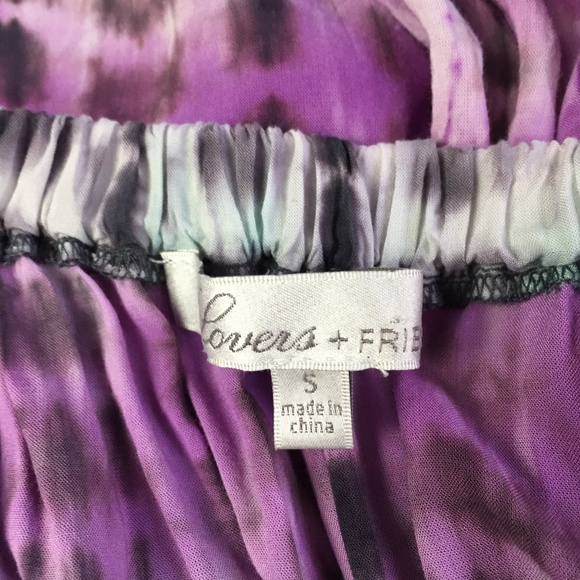 lovers + FRIE
S
made in
china